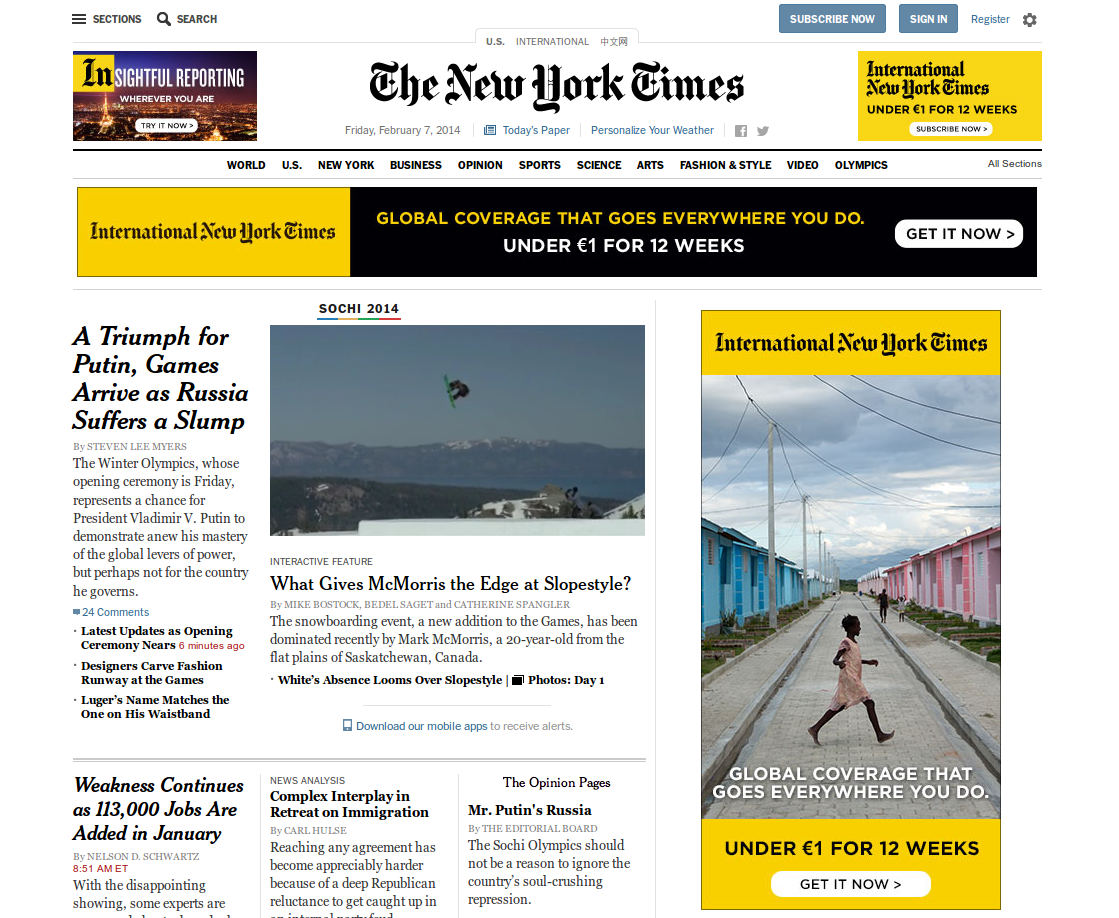 SECTIONS SEARCH SUBSCRIBE NOW SIGN IN Register
U.S. INTERNATIONAL 中文网
InSIGHTFUL REPORTING
WHEREVER YOU ARE
TRY IT NOW >
The New York Times
Friday, February 7, 2014 Today's Paper Personalize Your Weather
International
New York Times
UNDER €1 FOR 12 WEEKS
SUBSCRIBE NOW >
WORLD U.S. NEW YORK BUSINESS OPINION SPORTS SCIENCE ARTS FASHION & STYLE VIDEO OLYMPICS All Sections
International New York Times
GLOBAL COVERAGE THAT GOES EVERYWHERE YOU DO.
UNDER €1 FOR 12 WEEKS
GET IT NOW >
A Triumph for
Putin, Games
Arrive as Russia
Suffers a Slump
By STEVEN LEE MYERS
The Winter Olympics, whose
opening ceremony is Friday,
represents a chance for
President Vladimir V. Putin to
demonstrate anew his mastery
of the global levers of power,
but perhaps not for the country
he governs.
24 Comments
· Latest Updates as Opening
Ceremony Nears 6 minutes ago
· Designers Carve Fashion
Runway at the Games
· Luger's Name Matches the
One on His Waistband
SOCHI 2014
INTERACTIVE FEATURE
What Gives McMorris the Edge at Slopestyle?
By MIKE BOSTOCK, BEDEL SAGET and CATHERINE SPANGLER
The snowboarding event, a new addition to the Games, has been
dominated recently by Mark McMorris, a 20-year-old from the
flat plains of Saskatchewan, Canada.
· White's Absence Looms Over Slopestyle | Photos: Day 1
Download our mobile apps to receive alerts.
International New York Times
GLOBAL COVERAGE THAT
GOES EVERYWHERE YOU DO.
UNDER €1 FOR 12 WEEKS
GET IT NOW >
Weakness Continues
as 113,000 Jobs Are
Added in January
By NELSON D. SCHWARTZ
8:51 AM ET
With the disappointing
showing, some experts are
NEWS ANALYSIS
Complex Interplay in
Retreat on Immigration
By CARL HULSE
Reaching any agreement has
become appreciably harder
because of a deep Republican
reluctance to get caught up in
an internal party feud
The Opinion Pages
Mr. Putin's Russia
By THE EDITORIAL BOARD
The Sochi Olympics should
not be a reason to ignore the
country's soul-crushing
repression.